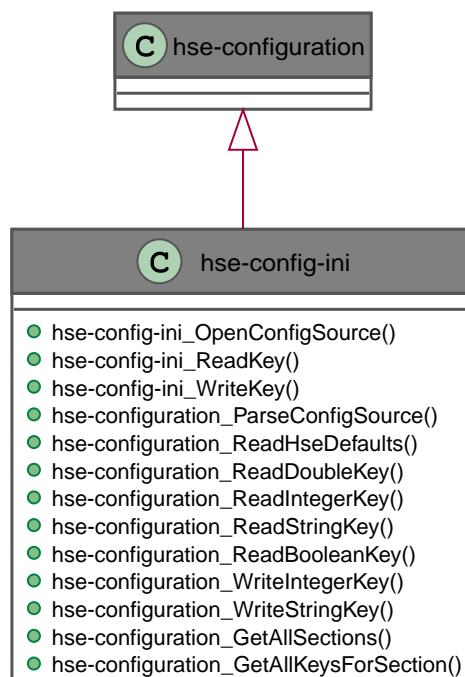 C hse-configuration
C hse-config-ini
hse-config-ini_OpenConfigSource()
hse-config-ini_ReadKey()
hse-config-ini_WriteKey()
hse-configuration_ParseConfigSource()
hse-configuration_ReadHseDefaults()
hse-configuration_ReadDoubleKey()
hse-configuration_ReadIntegerKey()
hse-configuration_ReadStringKey()
hse-configuration_ReadBooleanKey()
hse-configuration_WriteIntegerKey()
hse-configuration_WriteStringKey()
hse-configuration_GetAllSections()
hse-configuration_GetAllKeysForSection()